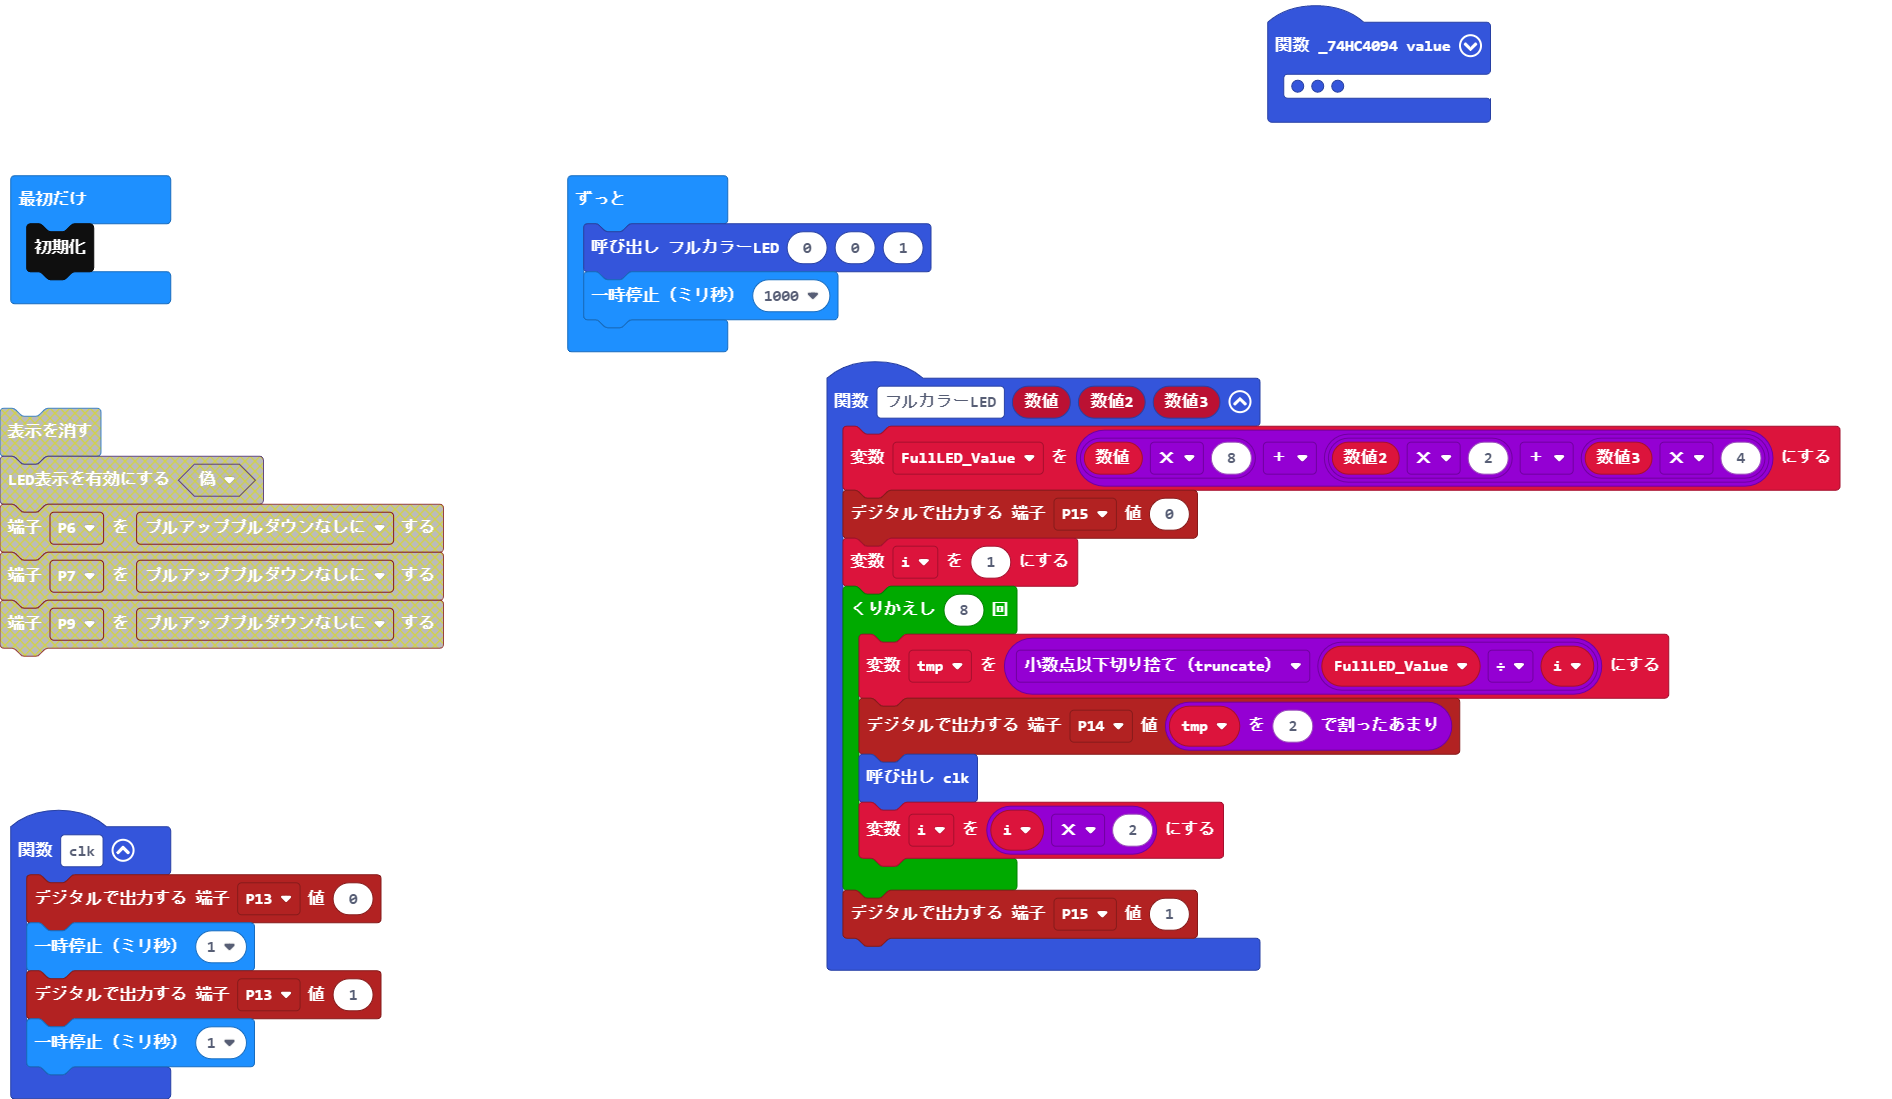 関数 _74HC4094 value
最初だけ
初期化
ずっと
呼び出し フルカラーLED 0 0 1
一時停止（ミリ秒） 1000
表示を消す
LED表示を有効にする 偽
端子 P6 を プルアッププルダウンなしに する
端子 P7 を プルアッププルダウンなしに する
端子 P9 を プルアッププルダウンなしに する
関数 フルカラーLED 数値 数値2 数値3
変数 FullLED_Value を 数値 × 8 + 数値2 × 2 + 数値3 × 4 にする
デジタルで出力する 端子 P15 値 0
変数 i を 1 にする
くりかえし 8 回
変数 tmp を 小数点以下切り捨て（truncate） FullLED_Value ÷ i にする
デジタルで出力する 端子 P14 値 tmp を 2 で割ったあまり
呼び出し clk
変数 i を i × 2 にする
デジタルで出力する 端子 P15 値 1
関数 clk
デジタルで出力する 端子 P13 値 0
一時停止（ミリ秒） 1
デジタルで出力する 端子 P13 値 1
一時停止（ミリ秒） 1